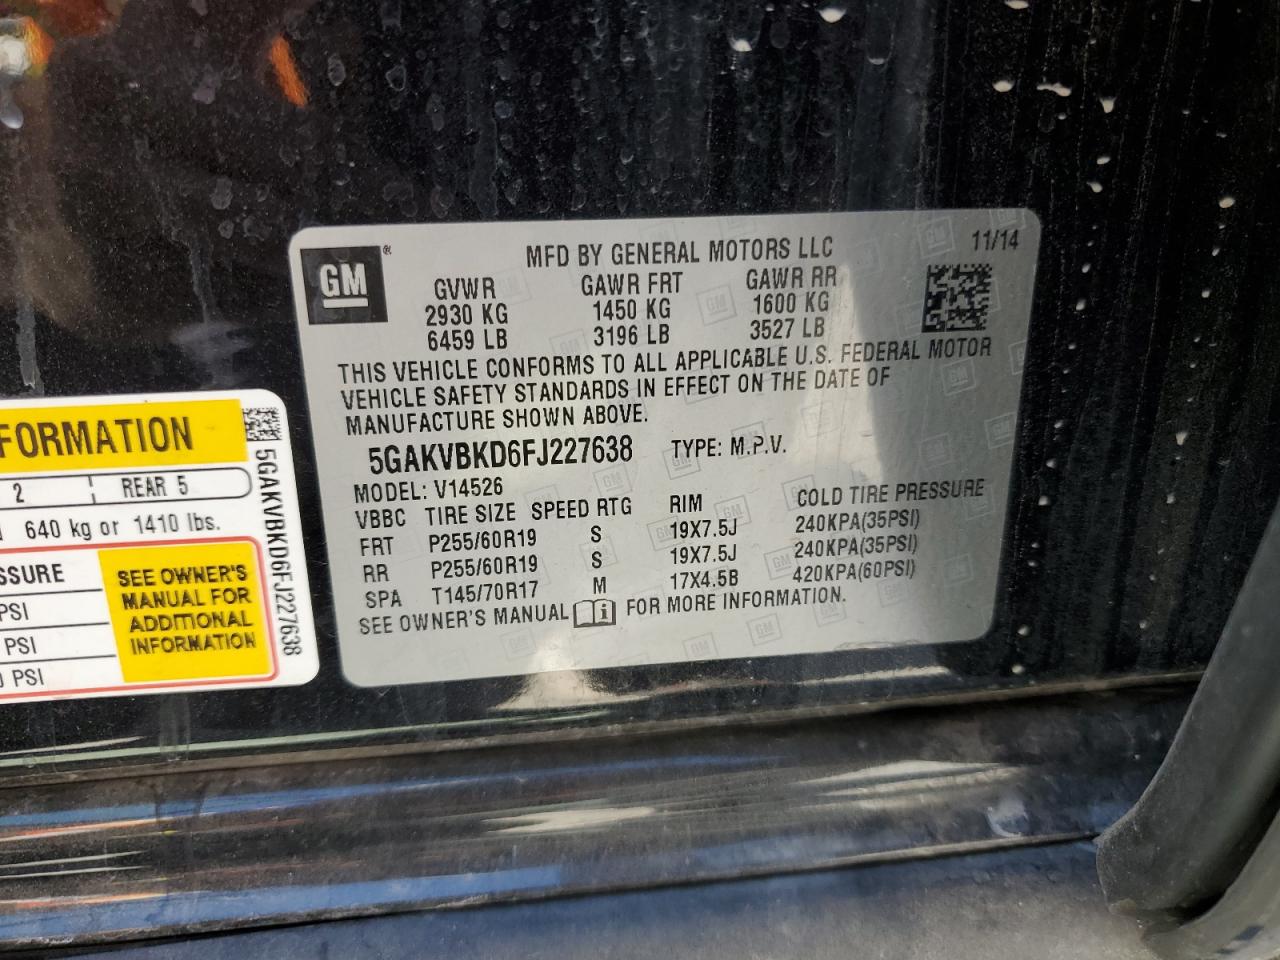 GM ®
MFD BY GENERAL MOTORS LLC 11/14
GVWR GAWR FRT GAWR RR
2930 KG 1450 KG 1600 KG
6459 LB 3196 LB 3527 LB
THIS VEHICLE CONFORMS TO ALL APPLICABLE U.S. FEDERAL MOTOR
VEHICLE SAFETY STANDARDS IN EFFECT ON THE DATE OF
MANUFACTURE SHOWN ABOVE.
5GAKVBKD6FJ227638 TYPE: M.P.V.
MODEL: V14526
VBBC TIRE SIZE SPEED RTG RIM COLD TIRE PRESSURE
FRT P255/60R19 S 19X7.5J 240KPA(35PSI)
RR P255/60R19 S 19X7.5J 240KPA(35PSI)
SPA T145/70R17 M 17X4.5B 420KPA(60PSI)
SEE OWNER'S MANUAL FOR MORE INFORMATION.
FORMATION
2 REAR 5
640 kg or 1410 lbs.
SSURE
PSI
PSI
PSI
SEE OWNER'S
MANUAL FOR
ADDITIONAL
INFORMATION
5GAKVBKD6FJ227638